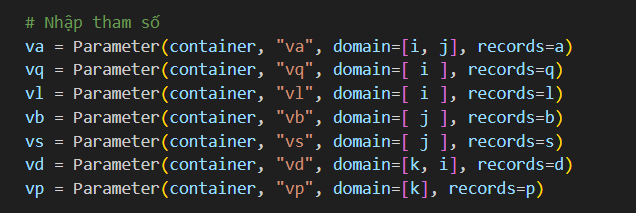 # Nhập tham số
va = Parameter(container, "va", domain=[i, j], records=a)
vq = Parameter(container, "vq", domain=[ i ], records=q)
vl = Parameter(container, "vl", domain=[ i ], records=l)
vb = Parameter(container, "vb", domain=[ j ], records=b)
vs = Parameter(container, "vs", domain=[ j ], records=s)
vd = Parameter(container, "vd", domain=[k, i], records=d)
vp = Parameter(container, "vp", domain=[k], records=p)